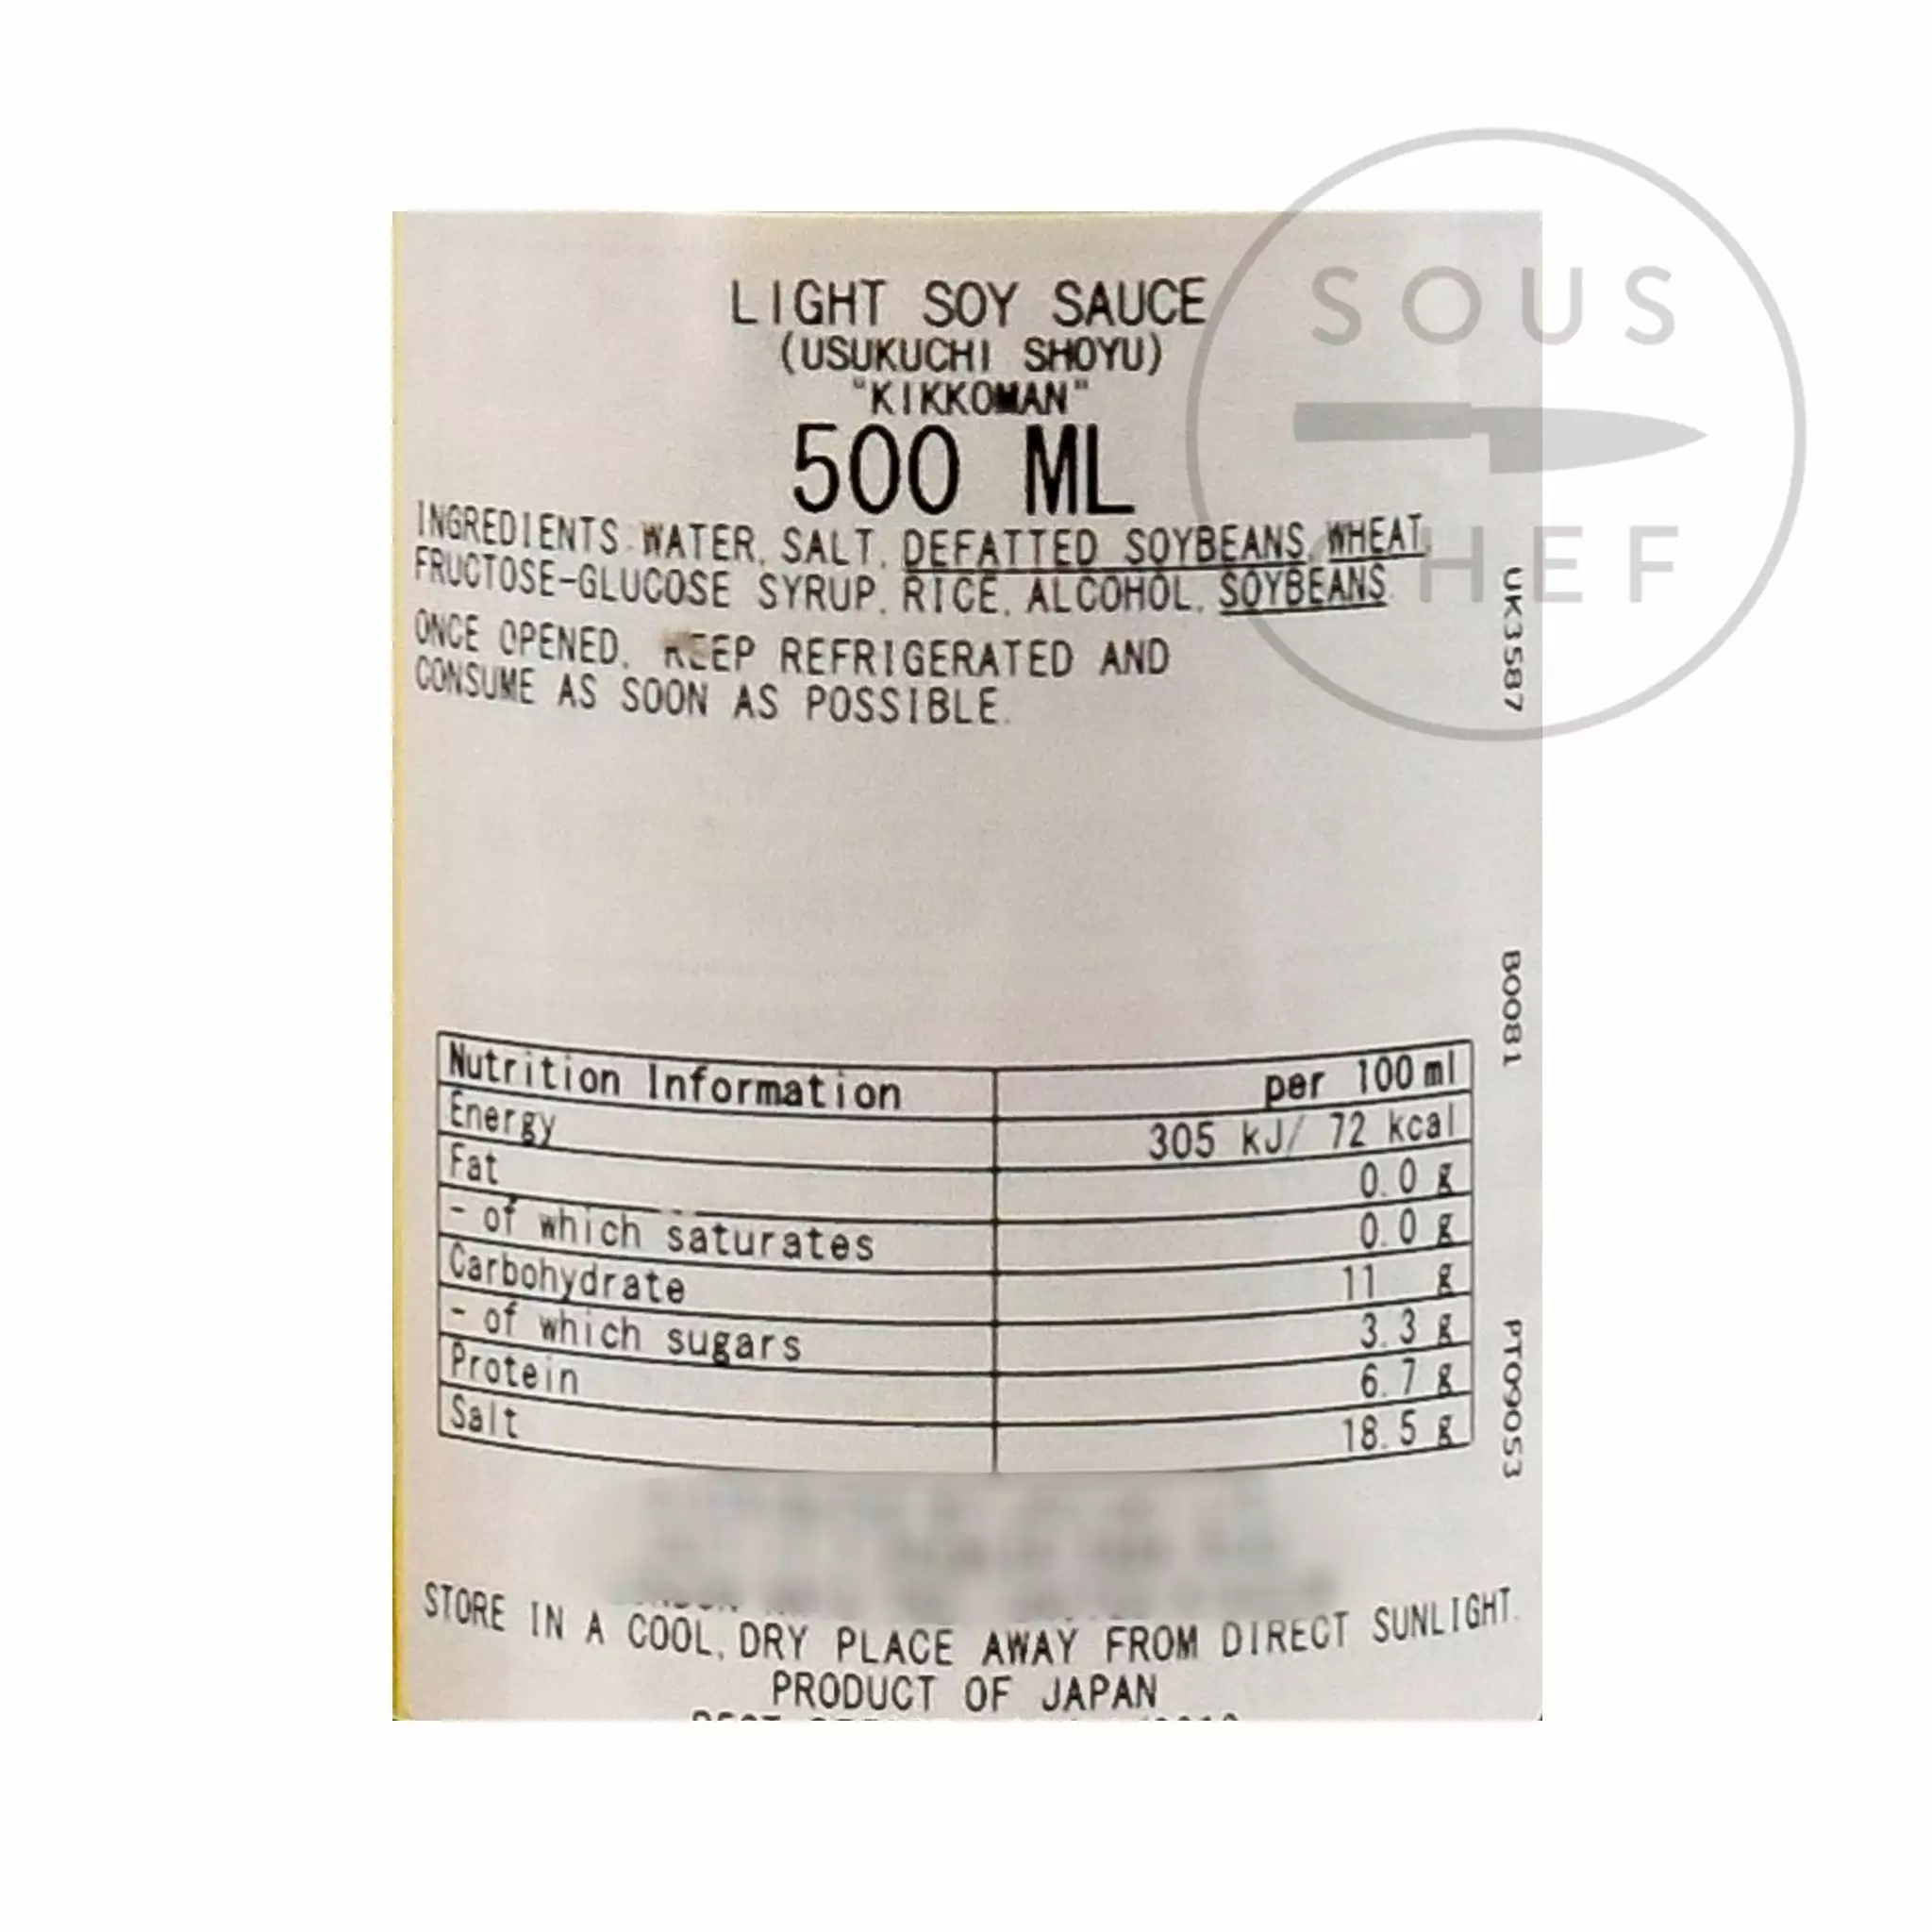 SOUS
CHEF
LIGHT SOY SAUCE
(USUKUCHI SHOYU)
"KIKKOMAN"
500 ML
INGREDIENTS: WATER, SALT, DEFATTED SOYBEANS, WHEAT,
FRUCTOSE-GLUCOSE SYRUP, RICE, ALCOHOL, SOYBEANS.
ONCE OPENED, KEEP REFRIGERATED AND
CONSUME AS SOON AS POSSIBLE.
UK3587
B0081
PT09053
Nutrition Information per 100ml
Energy 305 kJ/ 72 kcal
Fat 0.0 g
- of which saturates 0.0 g
Carbohydrate 11 g
- of which sugars 3.3 g
Protein 6.7 g
Salt 18.5 g
STORE IN A COOL, DRY PLACE AWAY FROM DIRECT SUNLIGHT.
PRODUCT OF JAPAN